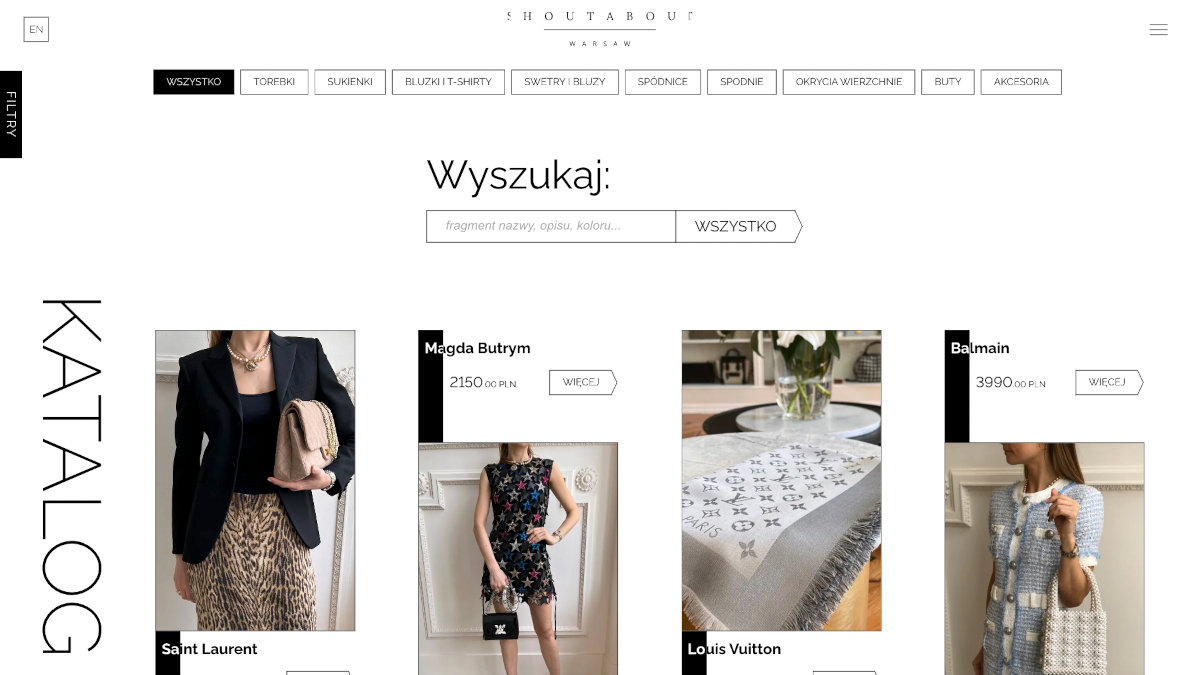 EN
SHOUTABOUT
WARSAW
WSZYSTKO
TOREBKI
SUKIENKI
BLUZKI I T-SHIRTY
SWETRY I BLUZY
SPÓDNICE
SPODNIE
OKRYCIA WIERZCHNIE
BUTY
AKCESORIA
FILTRY
Wyszukaj:
fragment nazwy, opisu, koloru...
WSZYSTKO
KATALOG
Saint Laurent
Magda Butrym
2150.00 PLN
WIĘCEJ
PARIS
Louis Vuitton
Balmain
3990.00 PLN
WIĘCEJ